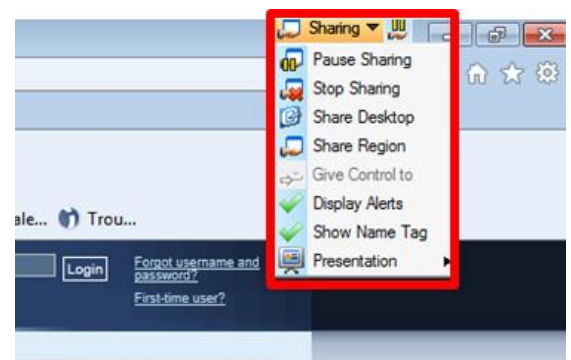 Sharing
Pause Sharing
Stop Sharing
Share Desktop
Share Region
Give Control to
Display Alerts
Show Name Tag
Presentation
ale... Trou...
Login
Forgot username and
password?
First-time user?